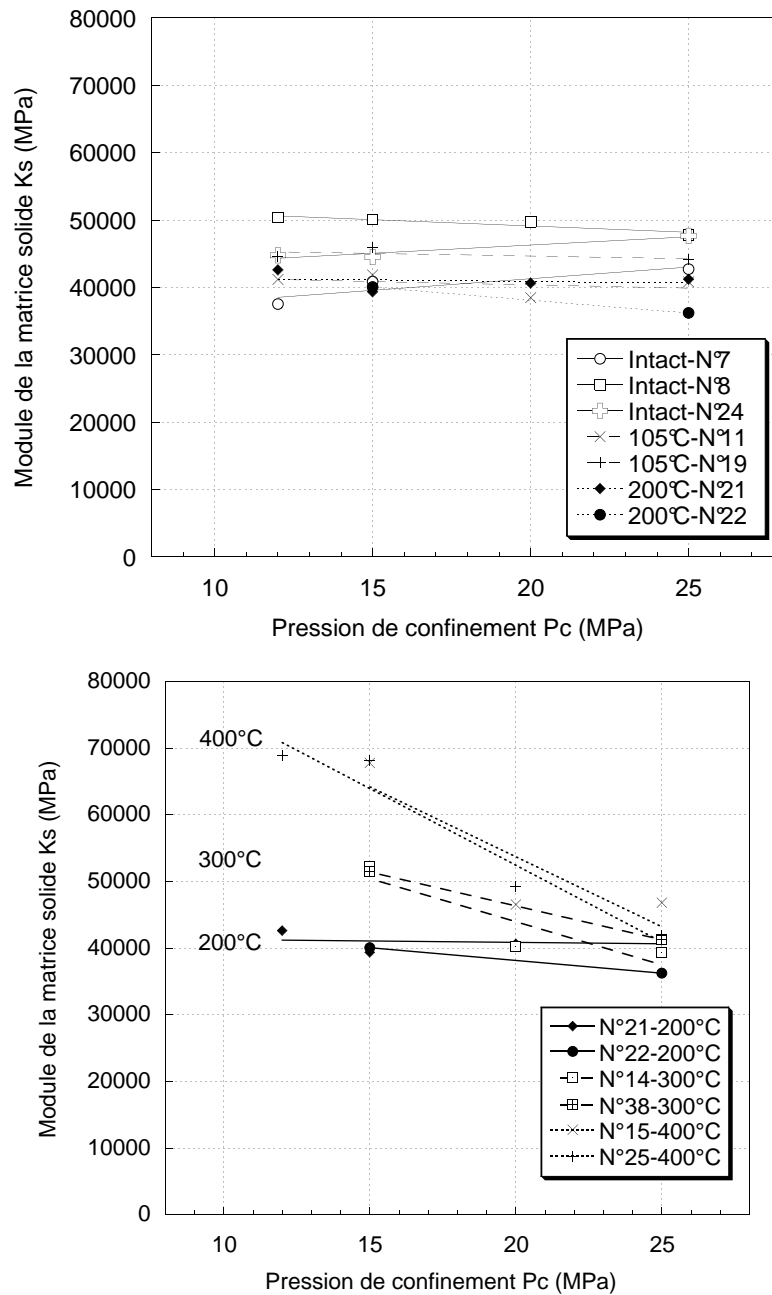 80000
70000
60000
50000
40000
30000
20000
10000
0
Module de la matrice solide Ks (MPa)
Intact-N°7
Intact-N°8
Intact-N°24
105°C-N°11
105°C-N°19
200°C-N°21
200°C-N°22
10 15 20 25
Pression de confinement Pc (MPa)
80000
70000
60000
50000
40000
30000
20000
10000
0
Module de la matrice solide Ks (MPa)
400°C
300°C
200°C
N°21-200°C
N°22-200°C
N°14-300°C
N°38-300°C
N°15-400°C
N°25-400°C
10 15 20 25
Pression de confinement Pc (MPa)